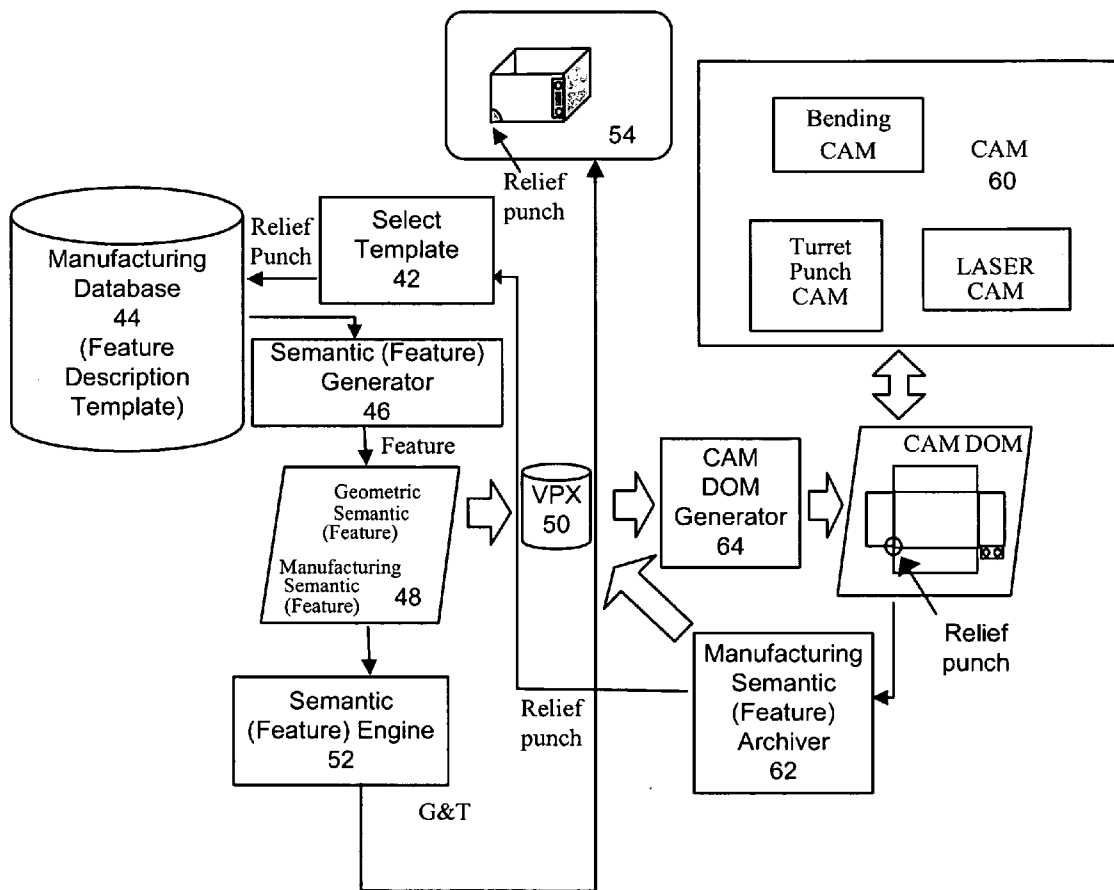 54
Relief
punch
Bending
CAM
CAM
60
Turret
Punch
CAM
LASER
CAM
Manufacturing
Database
44
(Feature
Description
Template)
Relief
Punch
Select
Template
42
Semantic (Feature)
Generator
46
Feature
Geometric
Semantic
(Feature)
Manufacturing
Semantic
(Feature)
48
VPX
50
CAM
DOM
Generator
64
CAM DOM
Relief
punch
Semantic
(Feature) Engine
52
G&T
Relief
punch
Manufacturing
Semantic
(Feature)
Archiver
62